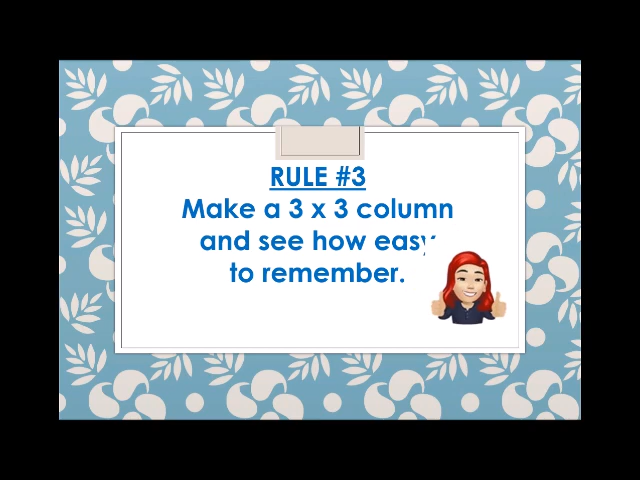 RULE #3
Make a 3 x 3 column
and see how easy
to remember.